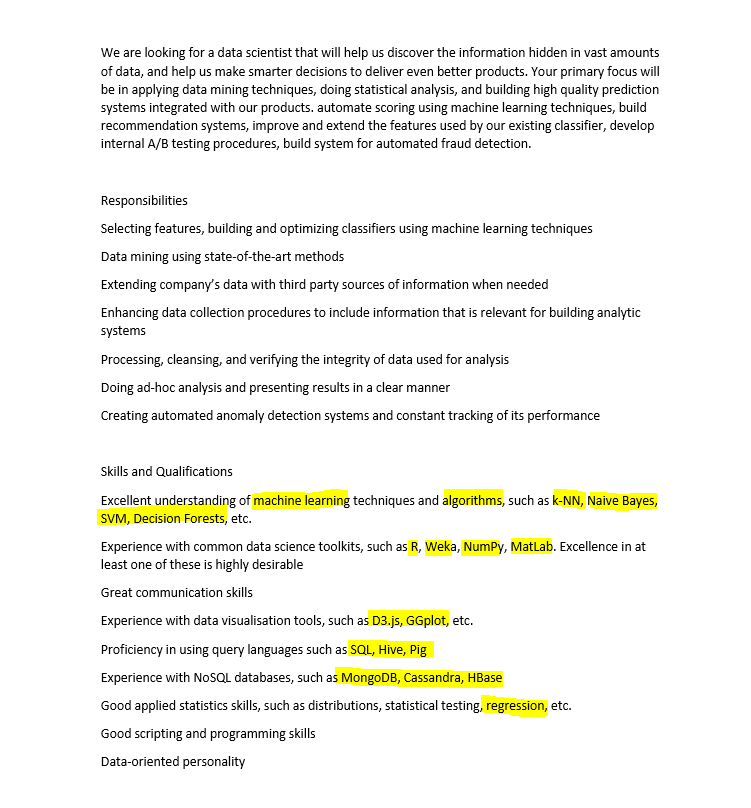 We are looking for a data scientist that will help us discover the information hidden in vast amounts
of data, and help us make smarter decisions to deliver even better products. Your primary focus will
be in applying data mining techniques, doing statistical analysis, and building high quality prediction
systems integrated with our products. automate scoring using machine learning techniques, build
recommendation systems, improve and extend the features used by our existing classifier, develop
internal A/B testing procedures, build system for automated fraud detection.
Responsibilities
Selecting features, building and optimizing classifiers using machine learning techniques
Data mining using state-of-the-art methods
Extending company’s data with third party sources of information when needed
Enhancing data collection procedures to include information that is relevant for building analytic
systems
Processing, cleansing, and verifying the integrity of data used for analysis
Doing ad-hoc analysis and presenting results in a clear manner
Creating automated anomaly detection systems and constant tracking of its performance
Skills and Qualifications
Excellent understanding of machine learning techniques and algorithms, such as k-NN, Naive Bayes,
SVM, Decision Forests, etc.
Experience with common data science toolkits, such as R, Weka, NumPy, MatLab. Excellence in at
least one of these is highly desirable
Great communication skills
Experience with data visualisation tools, such as D3.js, GGplot, etc.
Proficiency in using query languages such as SQL, Hive, Pig
Experience with NoSQL databases, such as MongoDB, Cassandra, HBase
Good applied statistics skills, such as distributions, statistical testing, regression, etc.
Good scripting and programming skills
Data-oriented personality